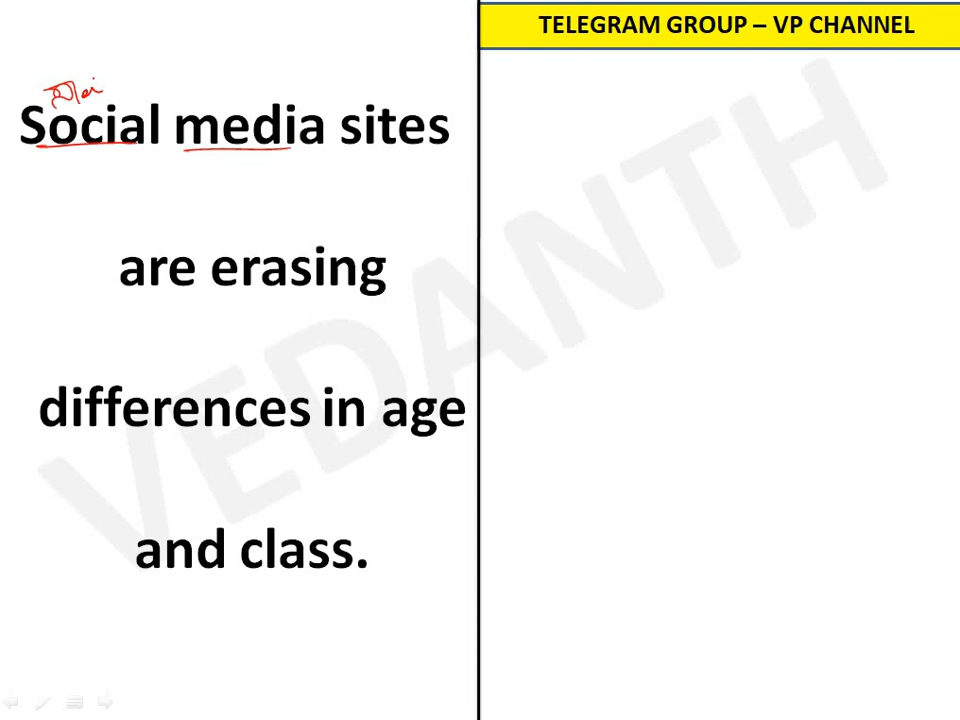 TELEGRAM GROUP – VP CHANNEL
Social media sites
are erasing
differences in age
and class.
VEDANTH